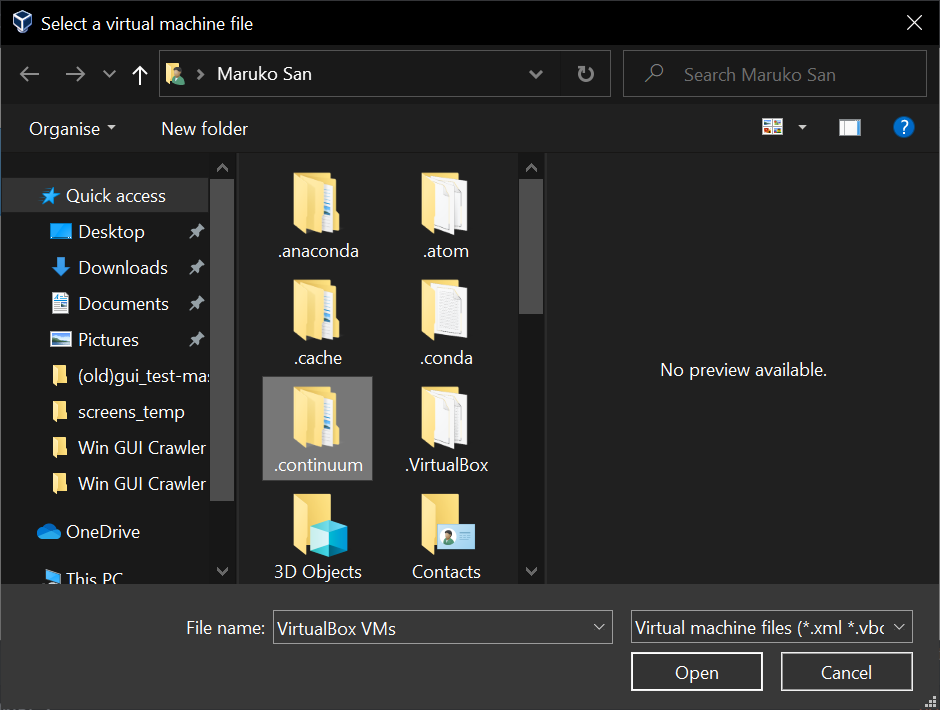 Select a virtual machine file
Maruko San
Search Maruko San
Organise
New folder
?
Quick access
Desktop
Downloads
Documents
Pictures
(old)gui_test-mas
screens_temp
Win GUI Crawler
Win GUI Crawler
OneDrive
This PC
.anaconda
.atom
.cache
.conda
.continuum
.VirtualBox
3D Objects
Contacts
No preview available.
File name:
VirtualBox VMs
Virtual machine files (*.xml *.vbo
Open
Cancel